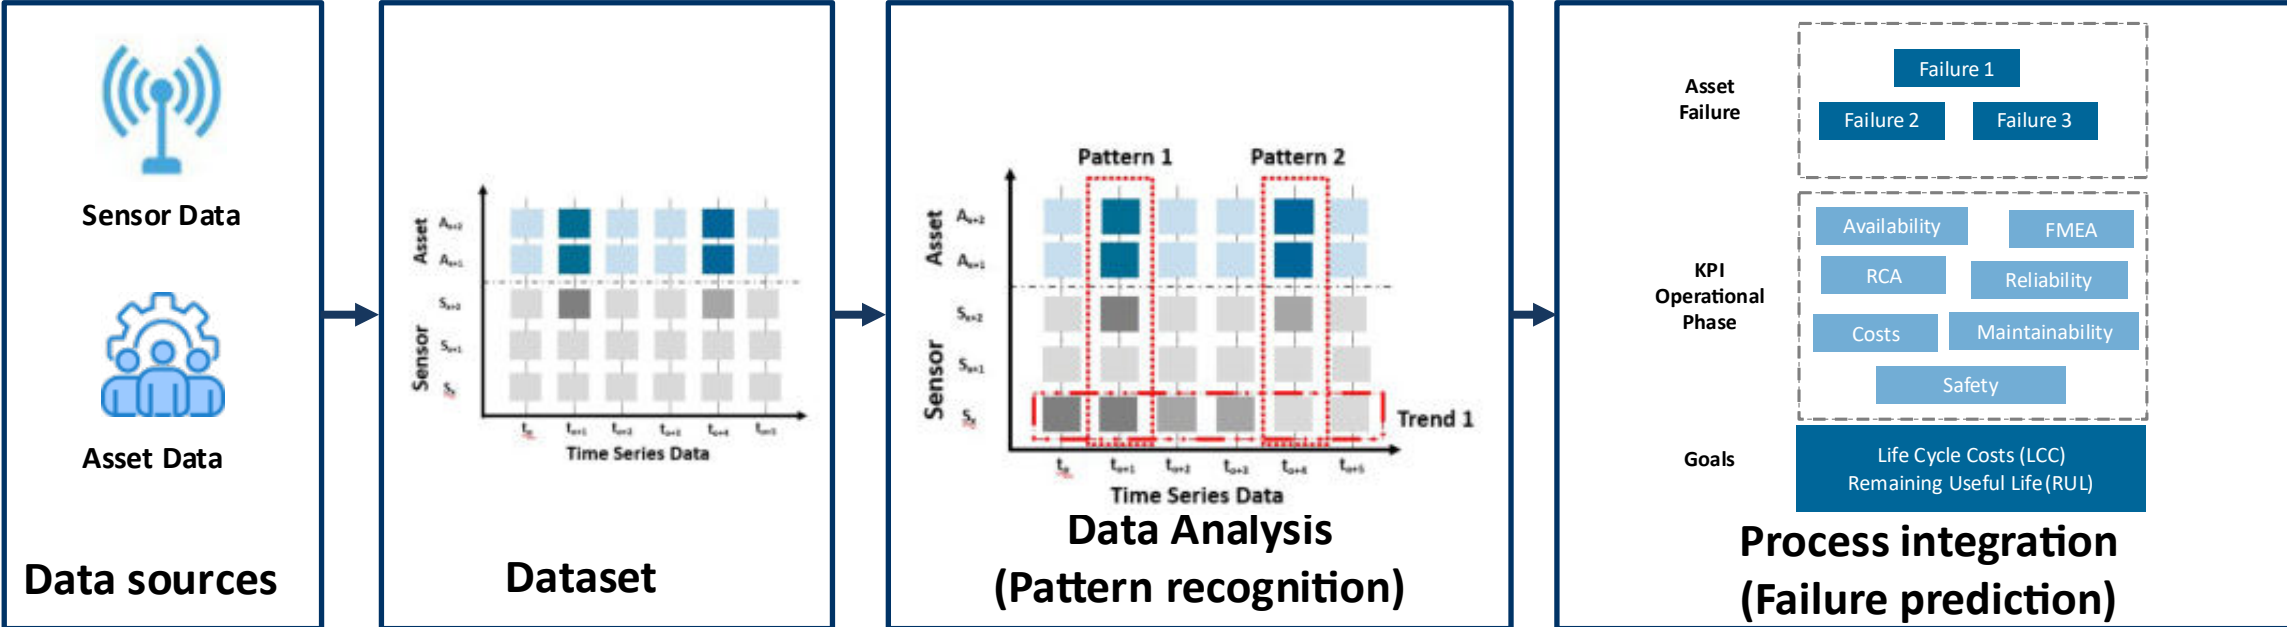 Sensor Data
Asset Data
Data sources
Asset
Sensor
Time Series Data
Dataset
Pattern 1
Pattern 2
Asset
Sensor
Trend 1
Time Series Data
Data Analysis
(Pattern recognition)
Asset
Failure
Failure 1
Failure 2
Failure 3
KPI
Operational
Phase
Availability
FMEA
RCA
Reliability
Costs
Maintainability
Safety
Goals
Life Cycle Costs (LCC)
Remaining Useful Life (RUL)
Process integration
(Failure prediction)